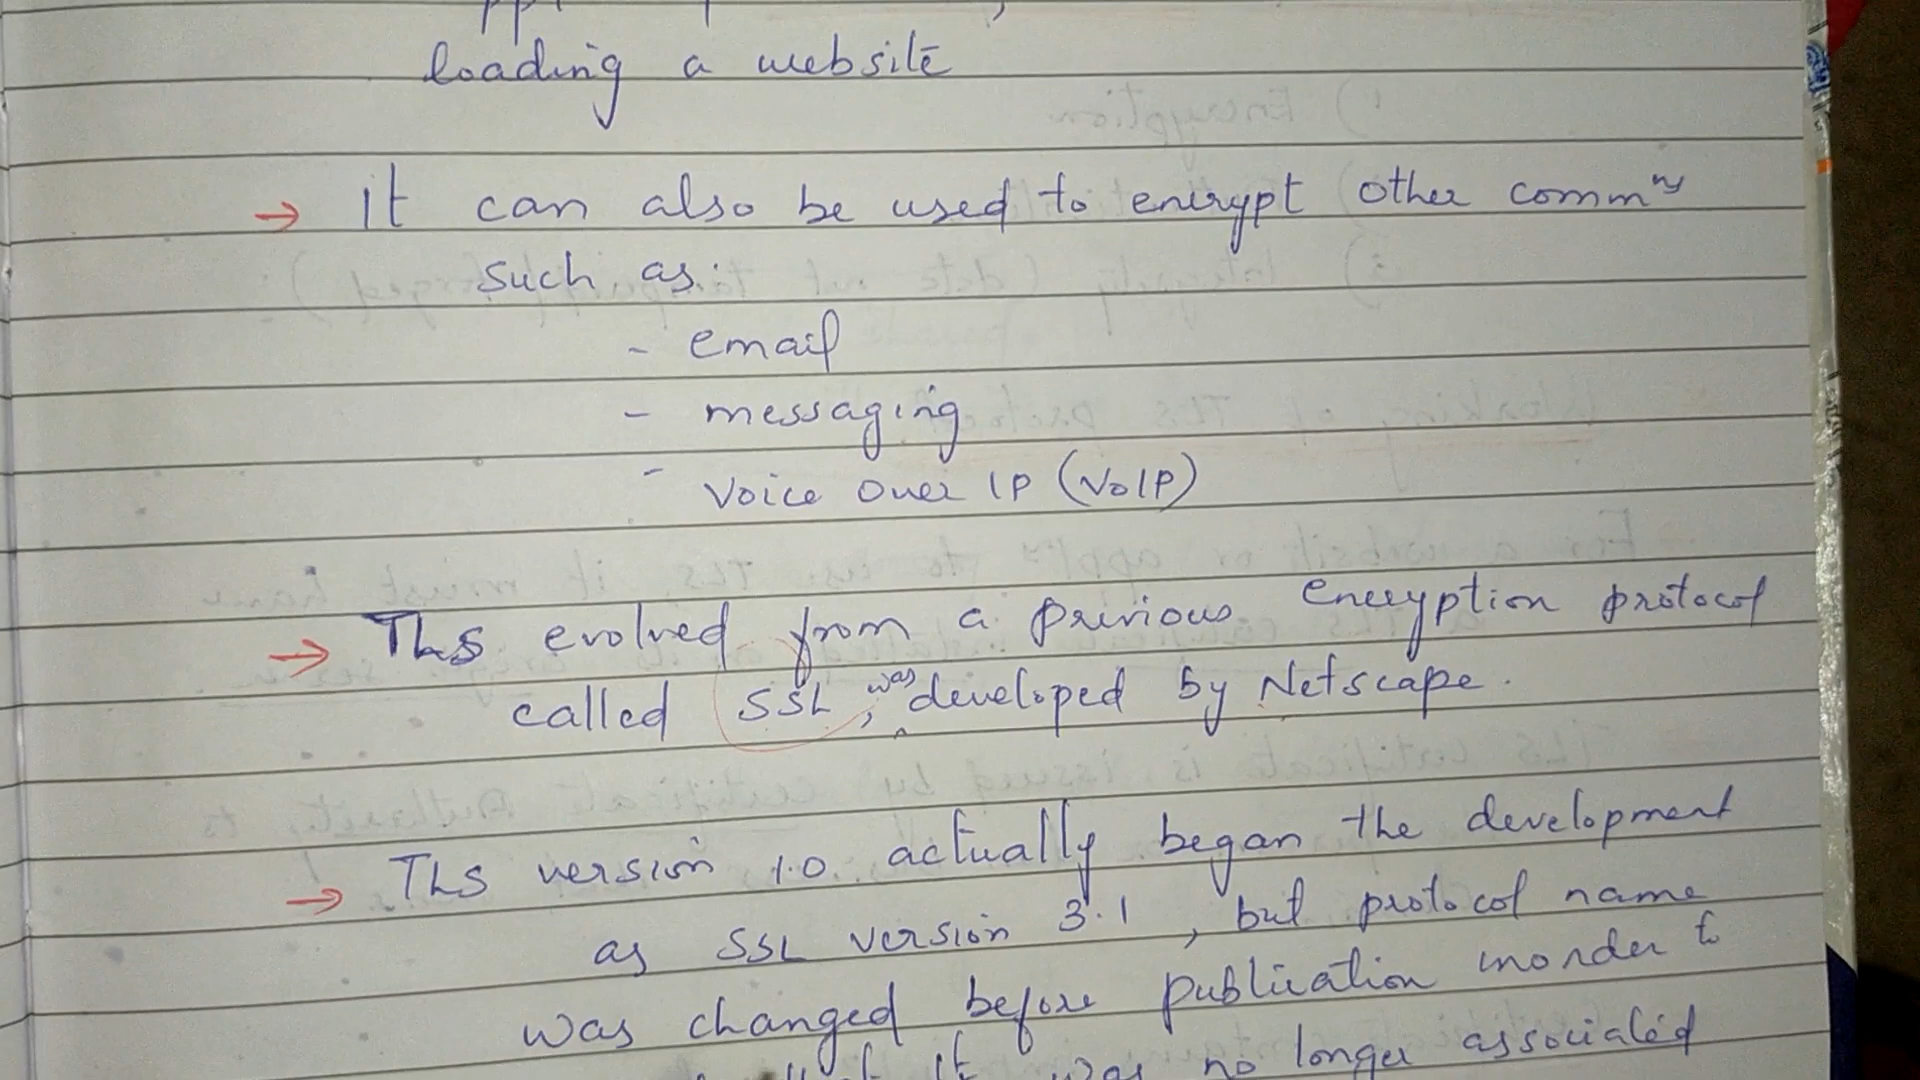 loading a website
→ It can also be used to encrypt other commⁿˢ
such as:
- email
- messaging
- Voice Over IP (VoIP)
→ TLS evolved from a previous encryption protocol
called SSL, was developed by Netscape.
→ TLS version 1.0 actually began the development
as SSL version 3.1, but protocol name
was changed before publication inorder to
it was no longer associated